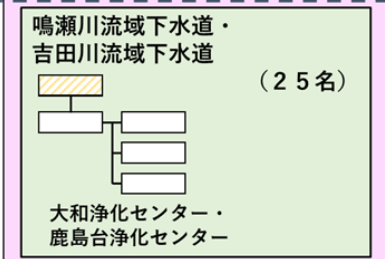 鳴瀬川流域下水道・
吉田川流域下水道
（２５名）
大和浄化センター・
鹿島台浄化センター